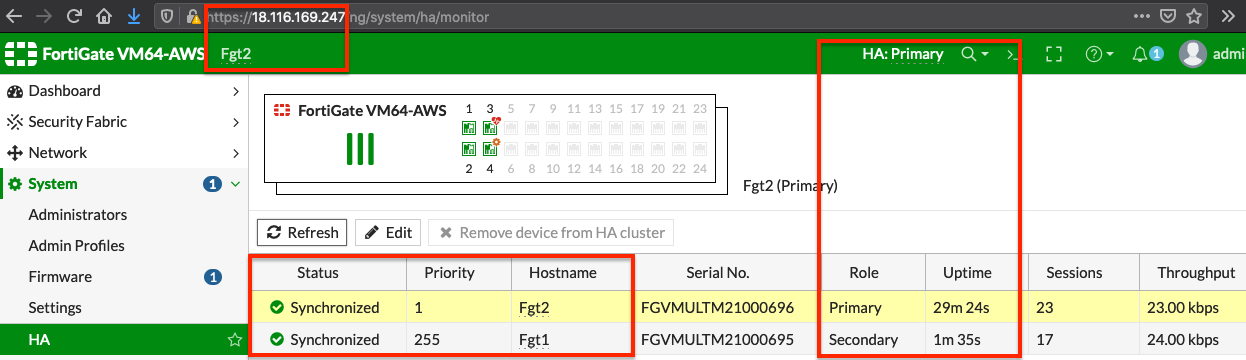 https://18.116.169.247/ng/system/ha/monitor
FortiGate VM64-AWS Fgt2 HA: Primary >_ ? 1 admi
Dashboard
Security Fabric
Network
System 1
Administrators
Admin Profiles
Firmware 1
Settings
HA
FortiGate VM64-AWS 1 3 5 7 9 11 13 15 17 19 21 23
2 4 6 8 10 12 14 16 18 20 22 24
Fgt2 (Primary)
Refresh Edit Remove device from HA cluster
Status Priority Hostname Serial No. Role Uptime Sessions Throughput
Synchronized 1 Fgt2 FGVMULTM21000696 Primary 29m 24s 23 23.00 kbps
Synchronized 255 Fgt1 FGVMULTM21000695 Secondary 1m 35s 17 24.00 kbps